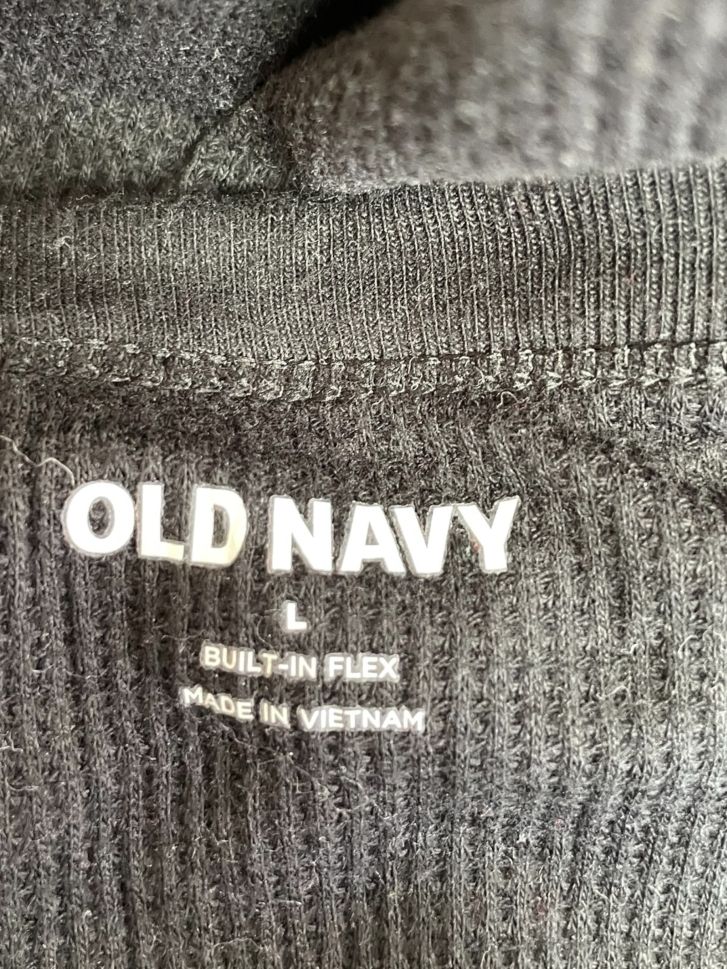 OLD NAVY
L
BUILT-IN FLEX
MADE IN VIETNAM